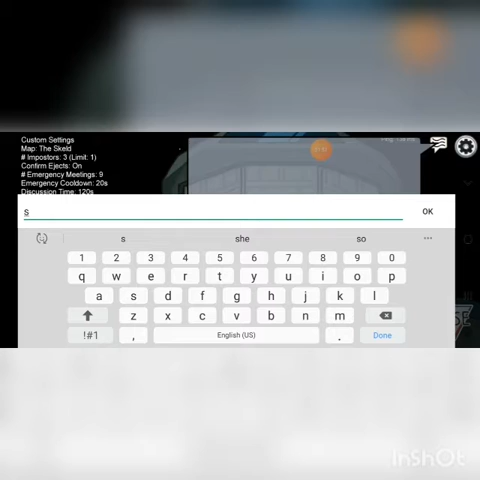 Custom Settings
Map: The Skeld
# Impostors: 3 (Limit: 1)
Confirm Ejects: On
# Emergency Meetings: 9
Emergency Cooldown: 20s
Discussion Time: 120s
s
OK
s she so ...
1 2 3 4 5 6 7 8 9 0
q w e r t y u i o p
a s d f g h j k l
z x c v b n m
!#1 , English (US) . Done
InShOt